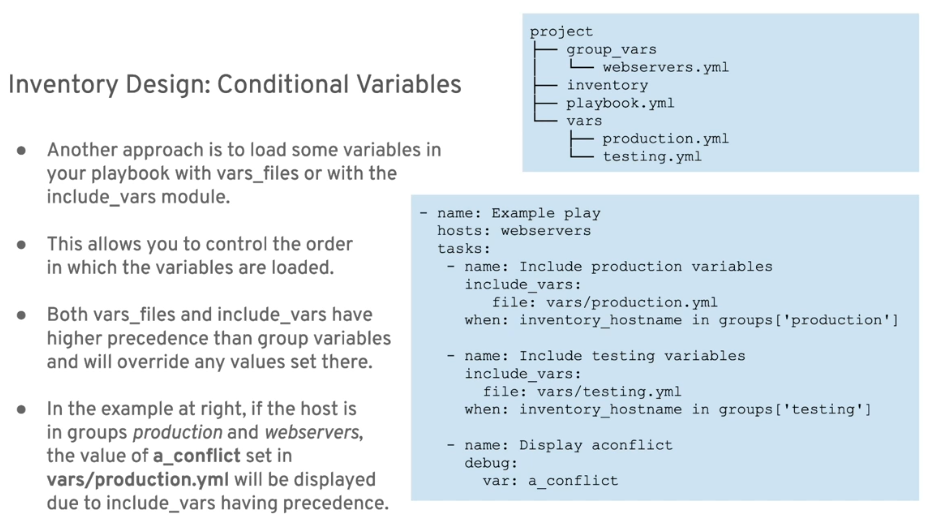 Inventory Design: Conditional Variables
● Another approach is to load some variables in
your playbook with vars_files or with the
include_vars module.
● This allows you to control the order
in which the variables are loaded.
● Both vars_files and include_vars have
higher precedence than group variables
and will override any values set there.
● In the example at right, if the host is
in groups production and webservers,
the value of a_conflict set in
vars/production.yml will be displayed
due to include_vars having precedence.
project
├── group_vars
│   └── webservers.yml
├── inventory
├── playbook.yml
└── vars
    ├── production.yml
    └── testing.yml
- name: Example play
  hosts: webservers
  tasks:
   - name: Include production variables
     include_vars:
        file: vars/production.yml
     when: inventory_hostname in groups['production']
   - name: Include testing variables
     include_vars:
       file: vars/testing.yml
     when: inventory_hostname in groups['testing']
   - name: Display aconflict
     debug:
       var: a_conflict